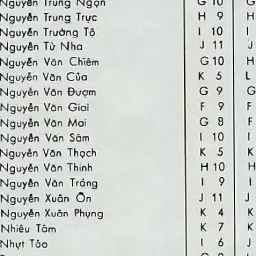 Nguyễn Trung Ngạn G 10 G
Nguyễn Trung Trực H 9 H
Nguyễn Trường Tộ I 10 I
Nguyễn Tử Nha J 11 J
Nguyễn Văn Chiêm G 10 H
Nguyễn Văn Của K 5 L
Nguyễn Văn Đượm G 9 G
Nguyễn Văn Giai F 9 F
Nguyễn Văn Mai G 8 F
Nguyễn Văn Sâm I 10 I
Nguyễn Văn Thạch K 5 K
Nguyễn Văn Thinh H 10 H
Nguyễn Văn Tráng I 9 I
Nguyễn Xuân Ôn J 11 J
Nguyễn Xuân Phụng K 4 K
Nhiêu Tâm K 7 K
Nhựt Tảo I 6 J